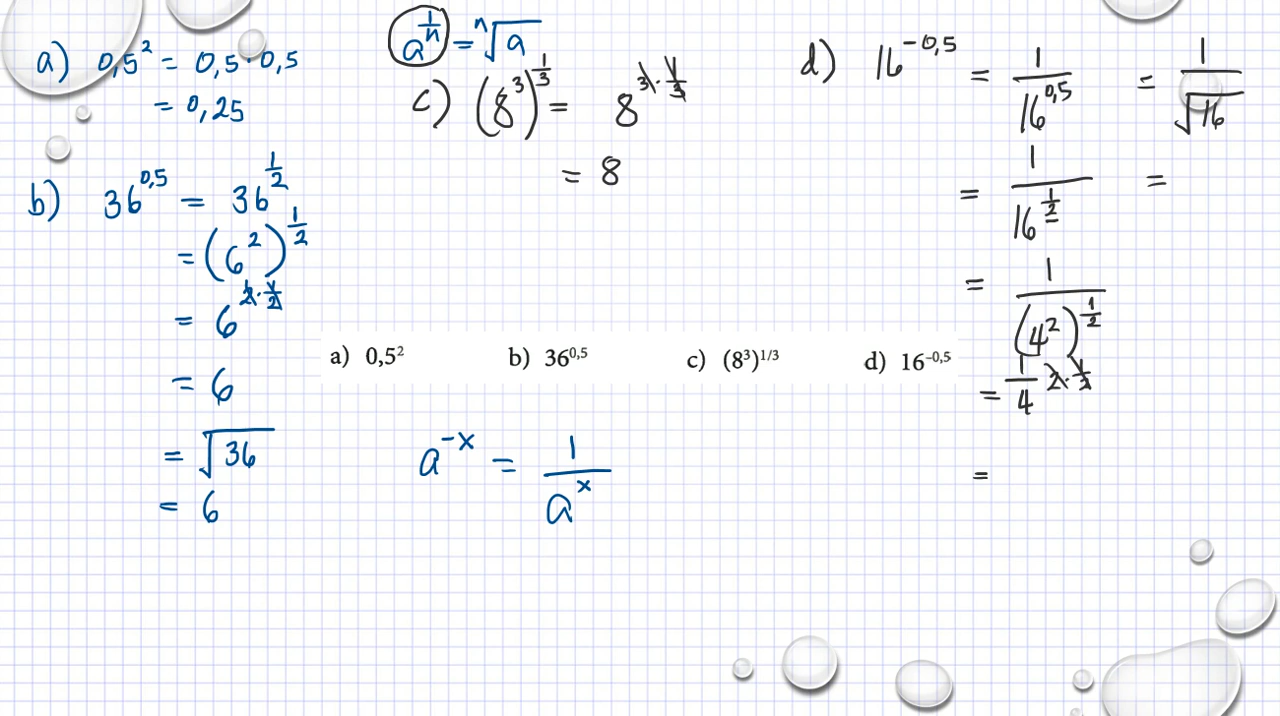 a) 0,5² = 0,5 · 0,5
= 0,25
b) 36^0,5 = 36^(1/2)
= (6²)^(1/2)
= 6^(2 · 1/2)
= 6
= √36
= 6
a^(1/n) = ⁿ√a
c) (8³)^(1/3) = 8^(3 · 1/3)
= 8
a) 0,5² b) 36^0,5 c) (8³)^1/3 d) 16^–0,5
a^-x = 1/a^x
d) 16^-0,5 = 1/16^0,5 = 1/√16
= 1/16^(1/2) =
= 1/(4²)^(1/2)
= 1/4^(2 · 1/2)
=